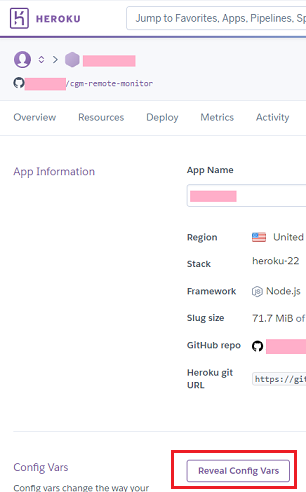 HEROKU
Jump to Favorites, Apps, Pipelines, Sp
/cgm-remote-monitor
Overview Resources Deploy Metrics Activity
App Information
App Name
Region United
Stack heroku-22
Framework Node.js
Slug size 71.7 MiB of
GitHub repo
Heroku git
URL https://git
Config Vars
Config vars change the way your
Reveal Config Vars